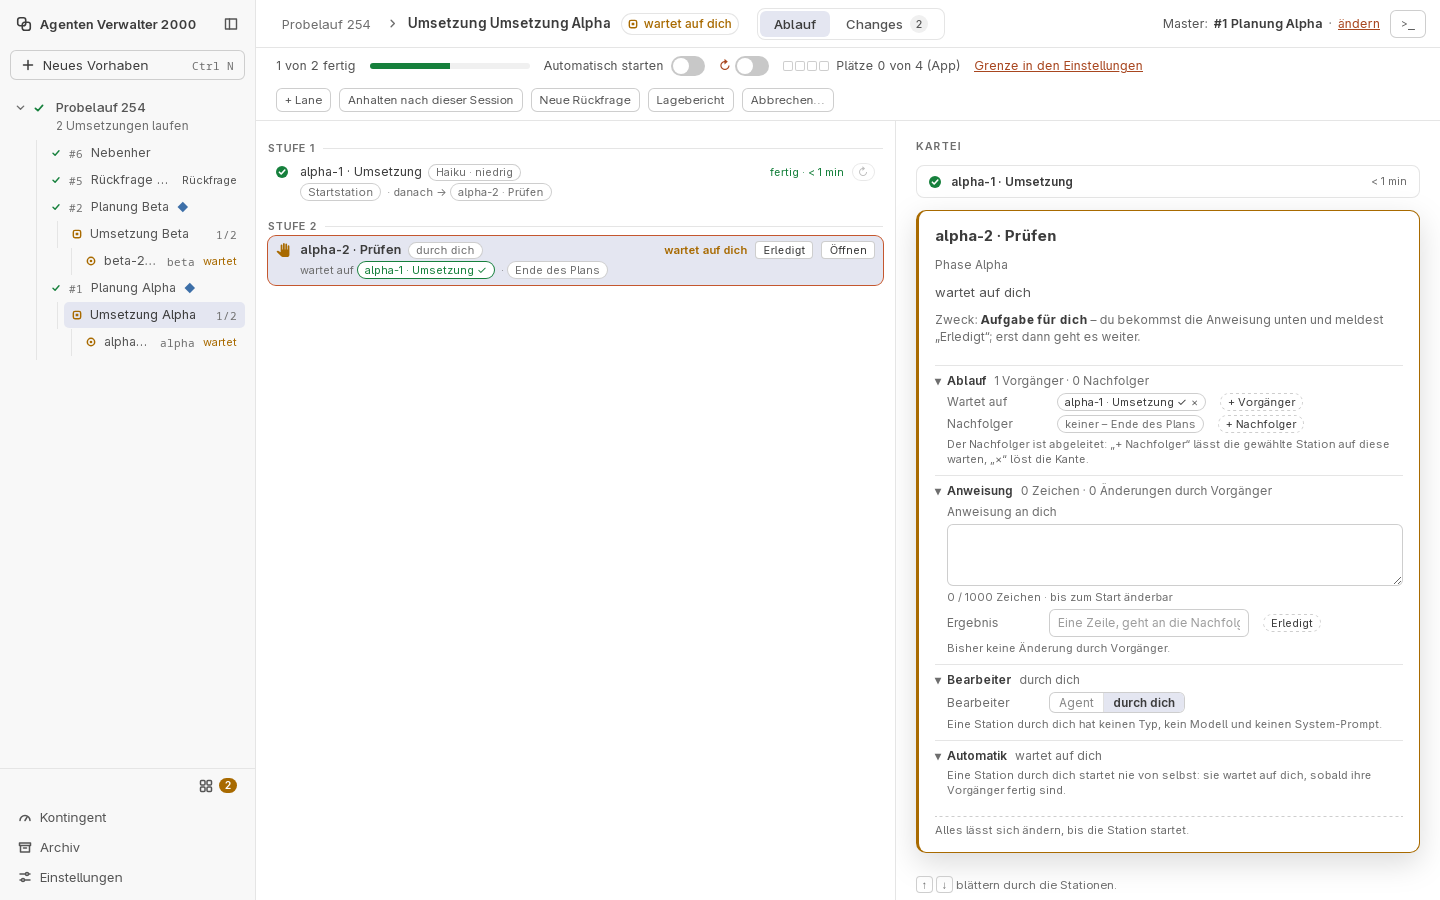 Agenten Verwalter 2000
Neues Vorhaben Ctrl N
Probelauf 254
2 Umsetzungen laufen
#6 Nebenher
#5 Rückfrage … Rückfrage
#2 Planung Beta
Umsetzung Beta 1/2
beta-2… beta wartet
#1 Planung Alpha
Umsetzung Alpha 1/2
alpha… alpha wartet
2
Kontingent
Archiv
Einstellungen
Probelauf 254 > Umsetzung Umsetzung Alpha wartet auf dich Ablauf Changes 2 Master: #1 Planung Alpha · ändern >_
1 von 2 fertig Automatisch starten ↻ Plätze 0 von 4 (App) Grenze in den Einstellungen
+ Lane Anhalten nach dieser Session Neue Rückfrage Lagebericht Abbrechen…
STUFE 1
alpha-1 · Umsetzung Haiku · niedrig fertig · < 1 min ↻
Startstation · danach → alpha-2 · Prüfen
STUFE 2
alpha-2 · Prüfen durch dich wartet auf dich Erledigt Öffnen
wartet auf alpha-1 · Umsetzung ✓ · Ende des Plans
KARTEI
alpha-1 · Umsetzung < 1 min
alpha-2 · Prüfen
Phase Alpha
wartet auf dich
Zweck: Aufgabe für dich – du bekommst die Anweisung unten und meldest
„Erledigt“; erst dann geht es weiter.
▾ Ablauf 1 Vorgänger · 0 Nachfolger
Wartet auf alpha-1 · Umsetzung ✓ × + Vorgänger
Nachfolger keiner – Ende des Plans + Nachfolger
Der Nachfolger ist abgeleitet: „+ Nachfolger“ lässt die gewählte Station auf diese
warten, „×“ löst die Kante.
▾ Anweisung 0 Zeichen · 0 Änderungen durch Vorgänger
Anweisung an dich
0 / 1000 Zeichen · bis zum Start änderbar
Ergebnis Eine Zeile, geht an die Nachfolg Erledigt
Bisher keine Änderung durch Vorgänger.
▾ Bearbeiter durch dich
Bearbeiter Agent durch dich
Eine Station durch dich hat keinen Typ, kein Modell und keinen System-Prompt.
▾ Automatik wartet auf dich
Eine Station durch dich startet nie von selbst: sie wartet auf dich, sobald ihre
Vorgänger fertig sind.
Alles lässt sich ändern, bis die Station startet.
↑ ↓ blättern durch die Stationen.